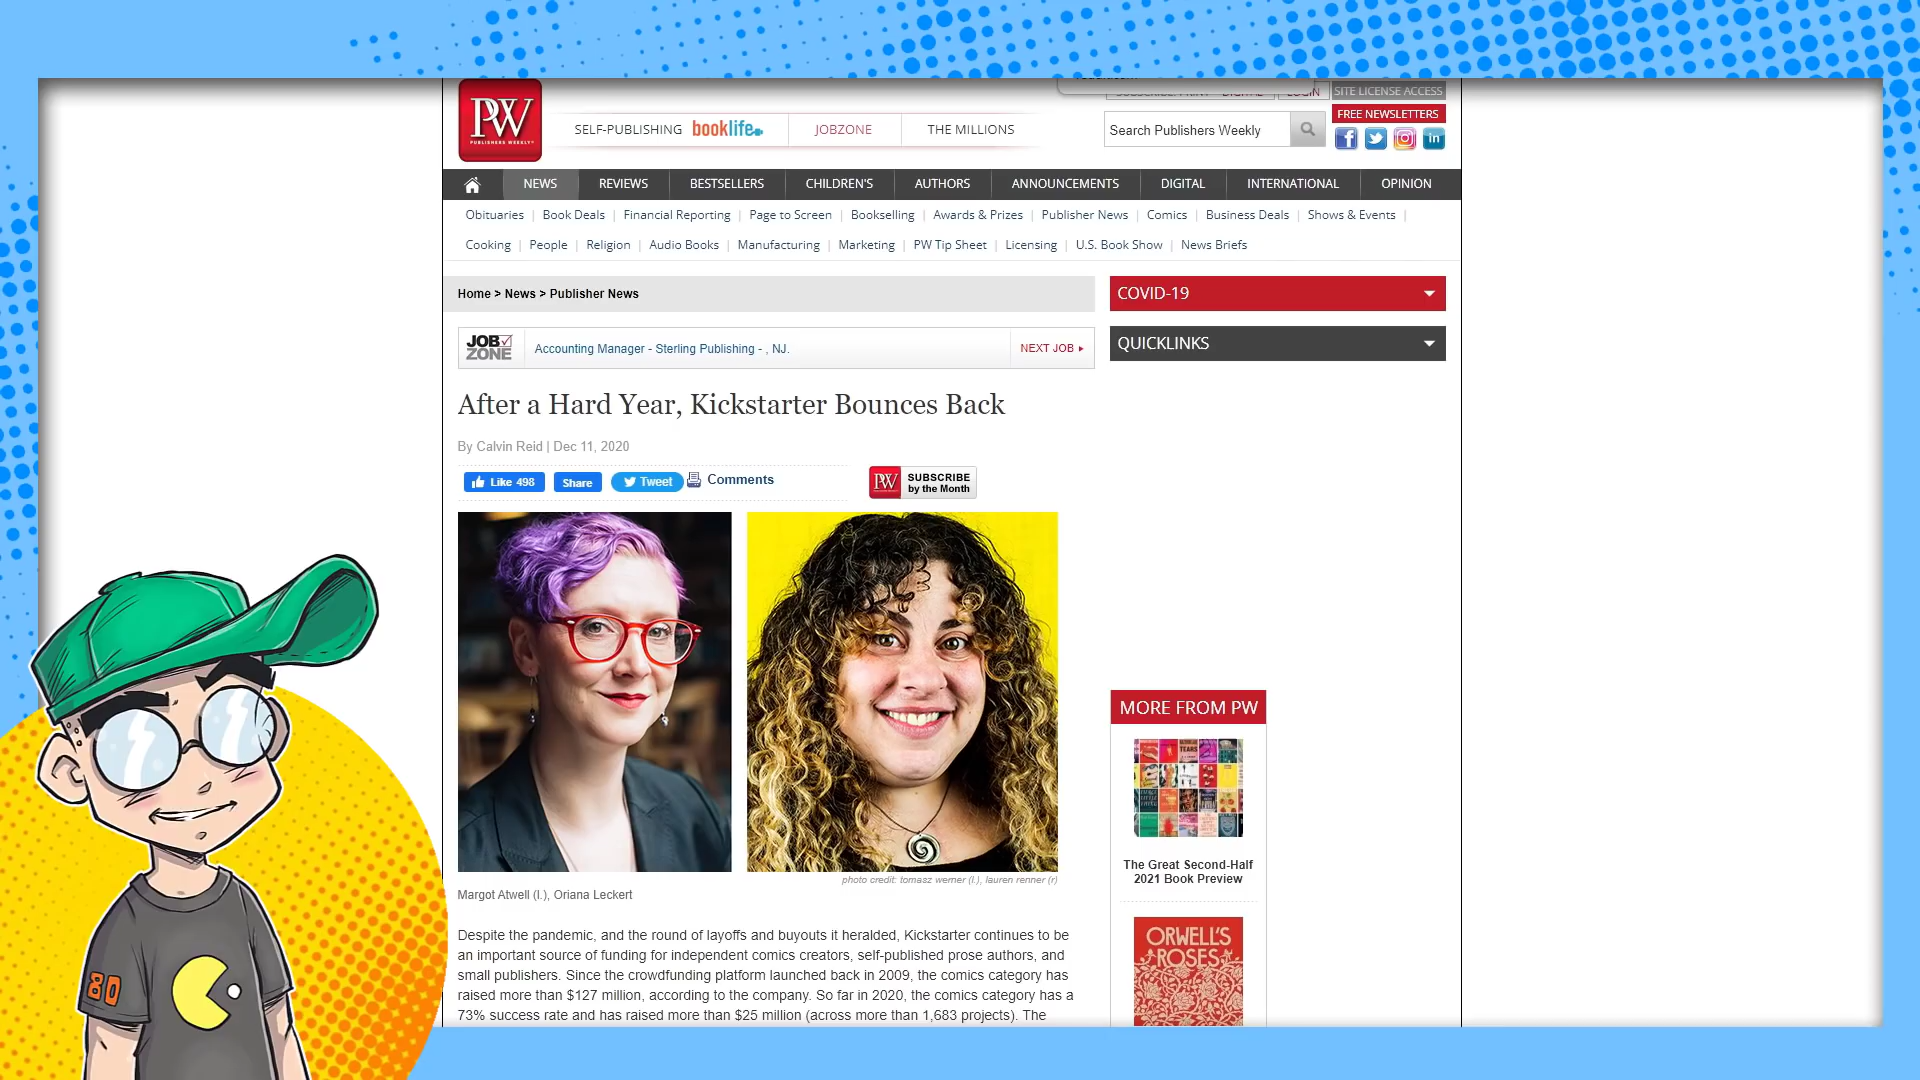 SITE LICENSE ACCESS
FREE NEWSLETTERS
PW
PUBLISHERS WEEKLY
SELF-PUBLISHING booklife
JOBZONE
THE MILLIONS
Search Publishers Weekly
NEWS REVIEWS BESTSELLERS CHILDREN'S AUTHORS ANNOUNCEMENTS DIGITAL INTERNATIONAL OPINION
Obituaries | Book Deals | Financial Reporting | Page to Screen | Bookselling | Awards & Prizes | Publisher News | Comics | Business Deals | Shows & Events |
Cooking | People | Religion | Audio Books | Manufacturing | Marketing | PW Tip Sheet | Licensing | U.S. Book Show | News Briefs
Home > News > Publisher News
COVID-19
JOB ZONE
Accounting Manager - Sterling Publishing - , NJ.
NEXT JOB
QUICKLINKS
After a Hard Year, Kickstarter Bounces Back
By Calvin Reid | Dec 11, 2020
Like 498
Share
Tweet
Comments
PW
SUBSCRIBE
by the Month
photo credit: tomasz werner (l.), lauren renner (r)
Margot Atwell (l.), Oriana Leckert
Despite the pandemic, and the round of layoffs and buyouts it heralded, Kickstarter continues to be
an important source of funding for independent comics creators, self-published prose authors, and
small publishers. Since the crowdfunding platform launched back in 2009, the comics category has
raised more than $127 million, according to the company. So far in 2020, the comics category has a
73% success rate and has raised more than $25 million (across more than 1,683 projects). The
MORE FROM PW
The Great Second-Half
2021 Book Preview
ORWELL'S
ROSES
80